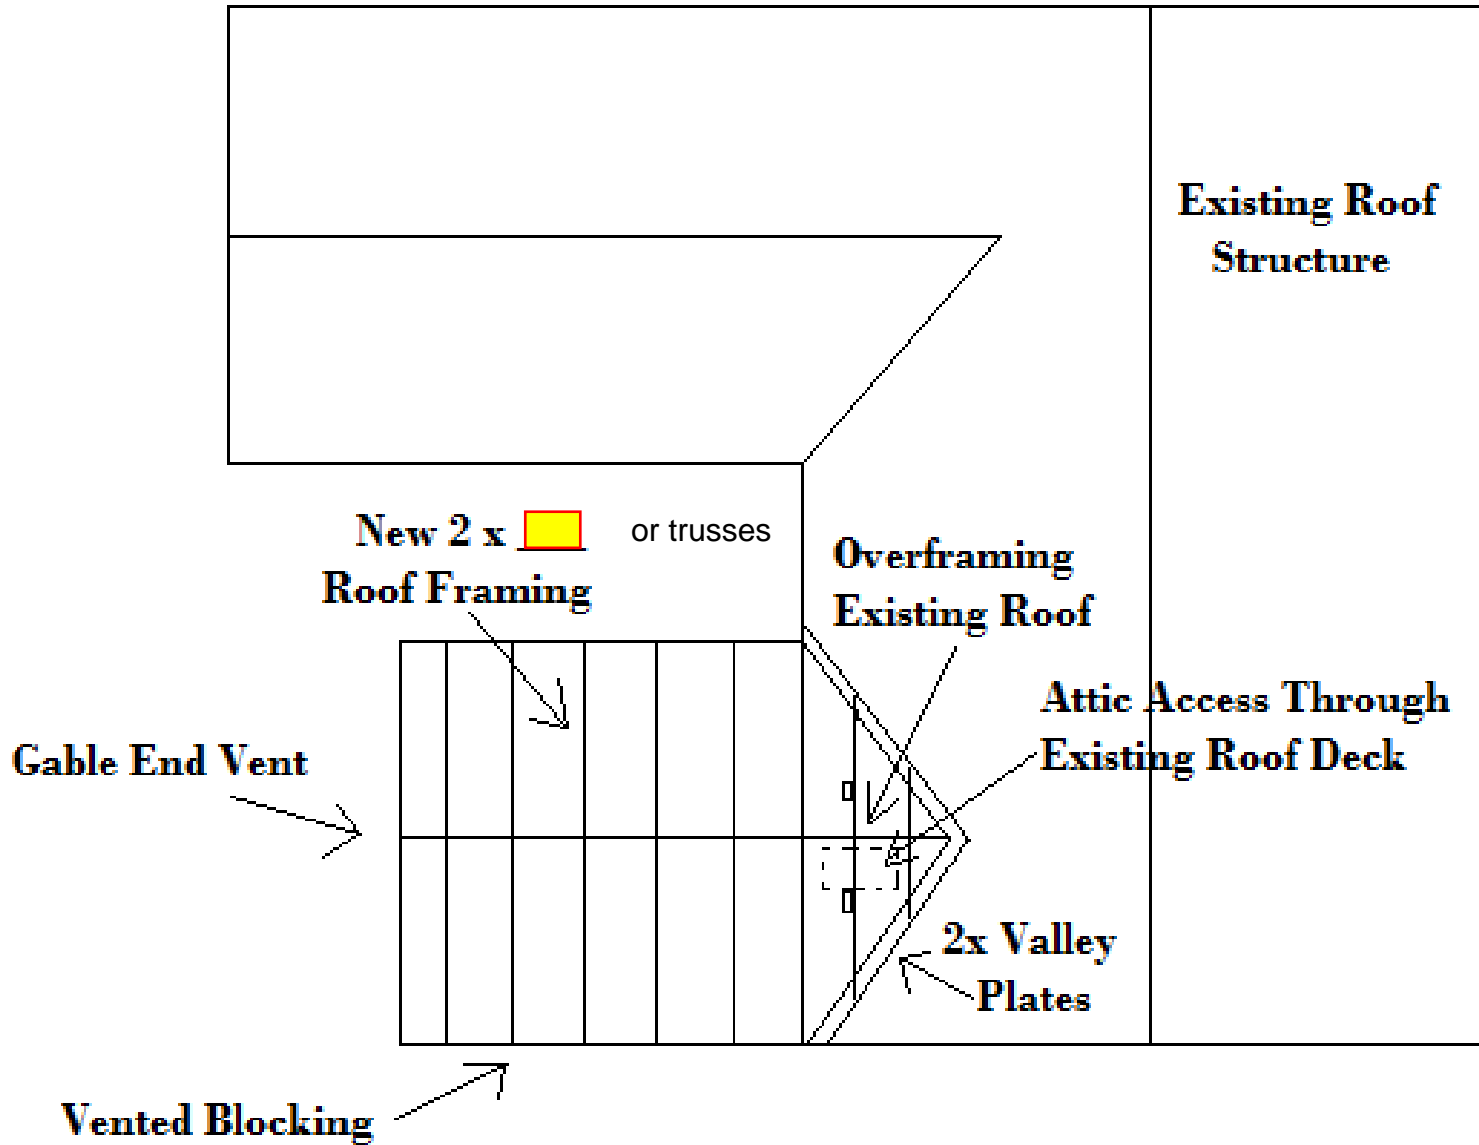 Existing Roof
Structure
New 2 x or trusses
Roof Framing
Overframing
Existing Roof
Attic Access Through
Existing Roof Deck
Gable End Vent
2x Valley
Plates
Vented Blocking